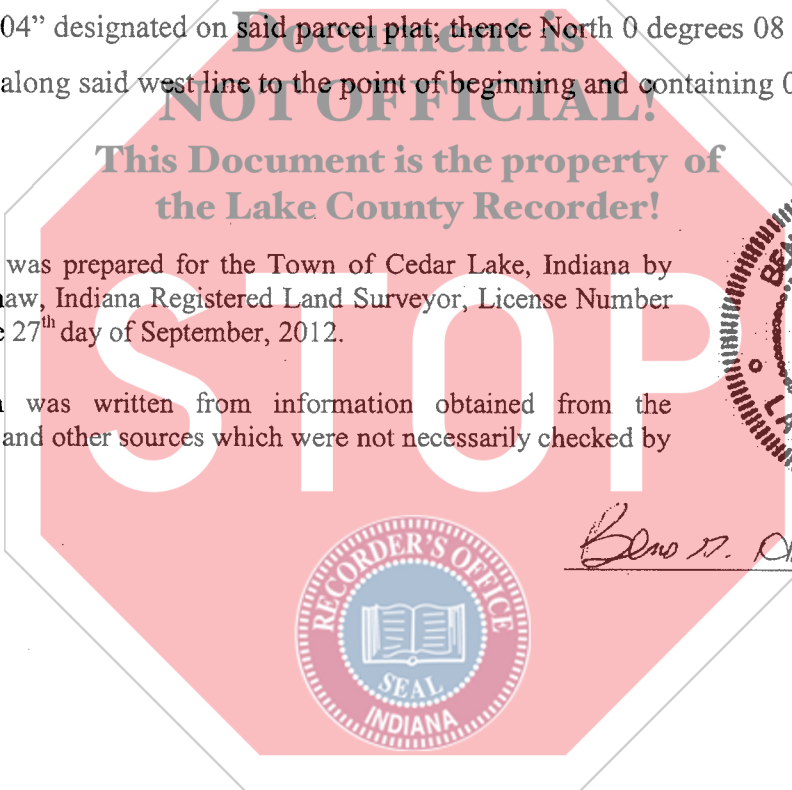 04” designated on said parcel plat; thence North 0 degrees 08
Document is
along said west line to the point of beginning and containing 0
NOT OFFICIAL!
This Document is the property of
the Lake County Recorder!
was prepared for the Town of Cedar Lake, Indiana by
aw, Indiana Registered Land Surveyor, License Number
27th day of September, 2012.
was written from information obtained from the
and other sources which were not necessarily checked by
STOP
RECORDER'S OFFICE
SEAL
INDIANA